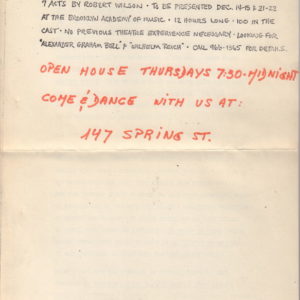 7 ACTS BY ROBERT WILSON • TO BE PRESENTED DEC. 14-15 & 21-22
AT THE BROOKLYN ACADEMY OF MUSIC • 12 HOURS LONG • 100 IN THE
CAST • NO PREVIOUS THEATRE EXPERIENCE NECESSARY • LOOKING FOR
"ALEXANDER GRAHAM BELL" & "WILHELM REICH" • CALL 966-1365 FOR DETAILS.
OPEN HOUSE THURSDAYS 7:30-MIDNIGHT
COME & DANCE WITH US AT:
147 SPRING ST.